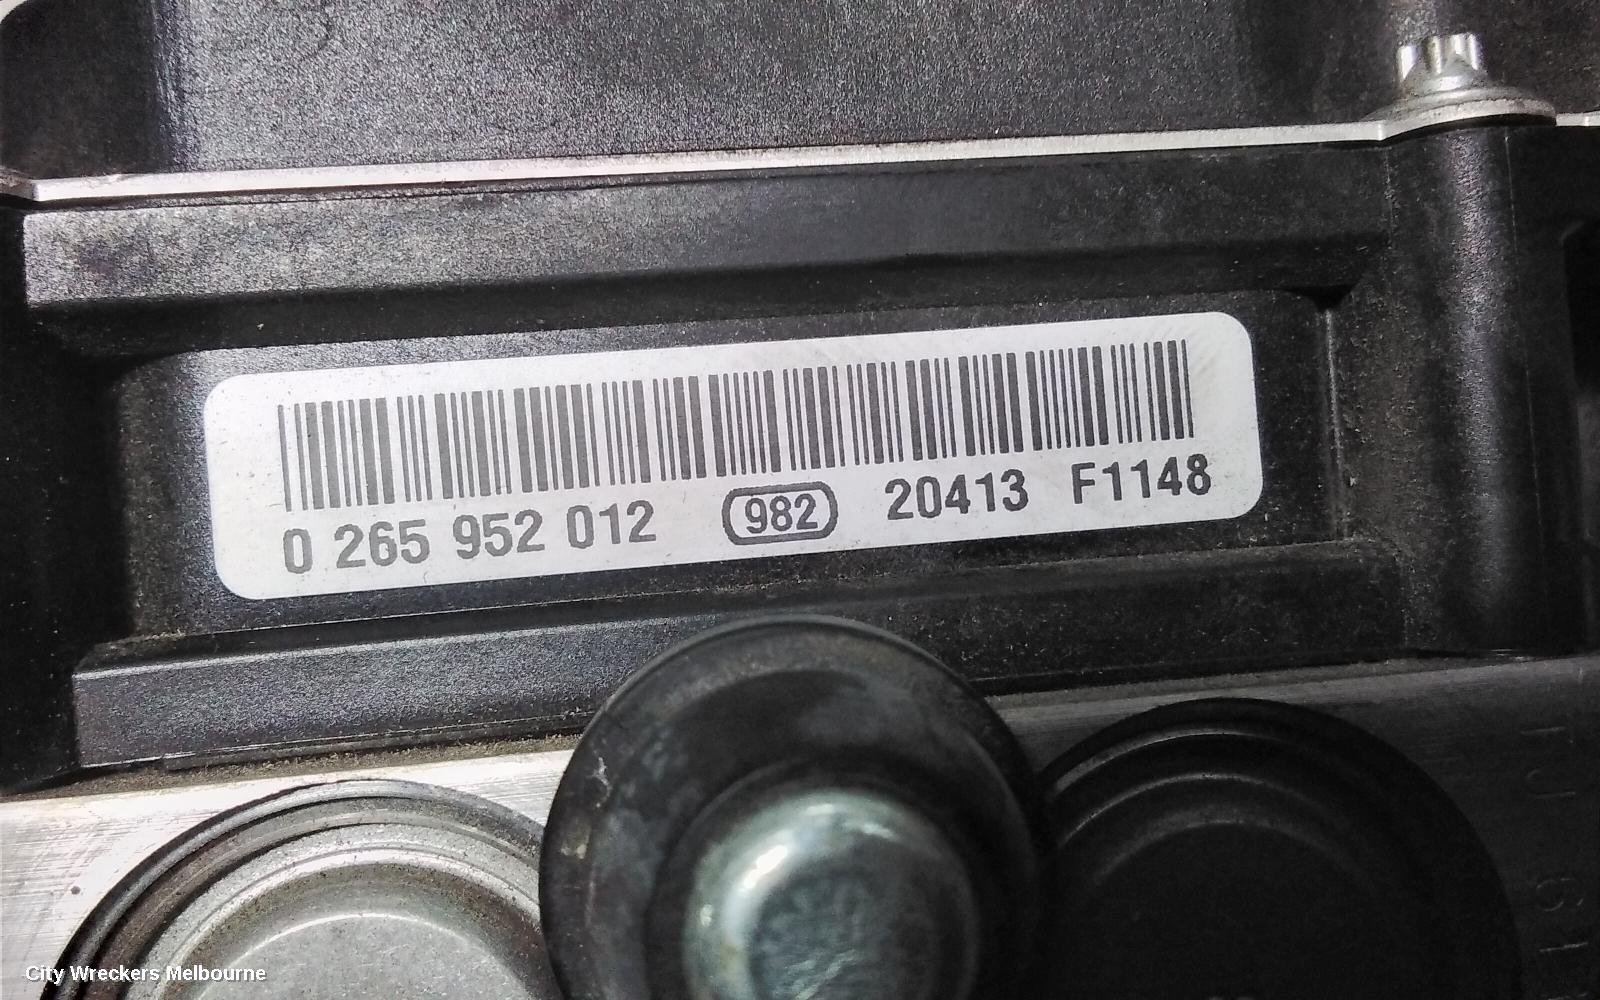 0 265 952 012 982 20413 F1148
City Wreckers Melbourne